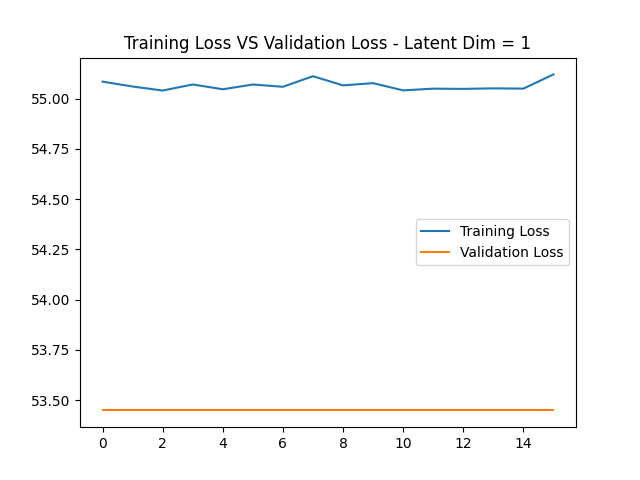 Training Loss VS Validation Loss - Latent Dim = 1
55.00
54.75
54.50
54.25
54.00
53.75
53.50
Training Loss
Validation Loss
0 2 4 6 8 10 12 14